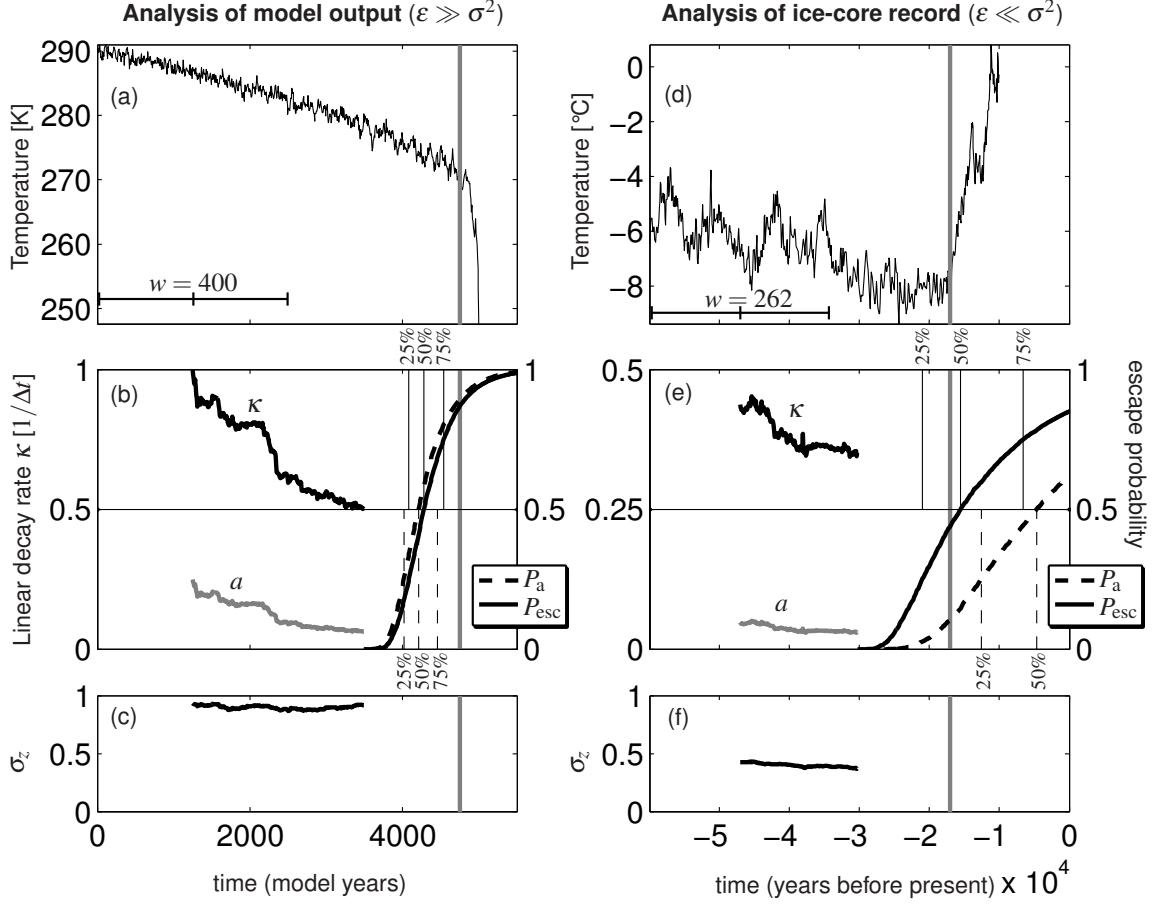 Analysis of model output (ε ≫ σ²)
Analysis of ice-core record (ε ≪ σ²)
290
280
270
260
250
Temperature [K]
(a)
w = 400
0
−2
−4
−6
−8
Temperature [°C]
(d)
w = 262
25%
50%
75%
25%
50%
75%
1
0.5
0
Linear decay rate κ [1/Δt]
(b)
κ
a
1
0.5
0
P_a
P_esc
25%
50%
75%
0.5
0.25
0
(e)
κ
a
1
0.5
0
escape probability
P_a
P_esc
25%
50%
1
0.5
0
σ_z
(c)
0
2000
4000
time (model years)
1
0.5
0
σ_z
(f)
−5
−4
−3
−2
−1
0
time (years before present) x 10⁴